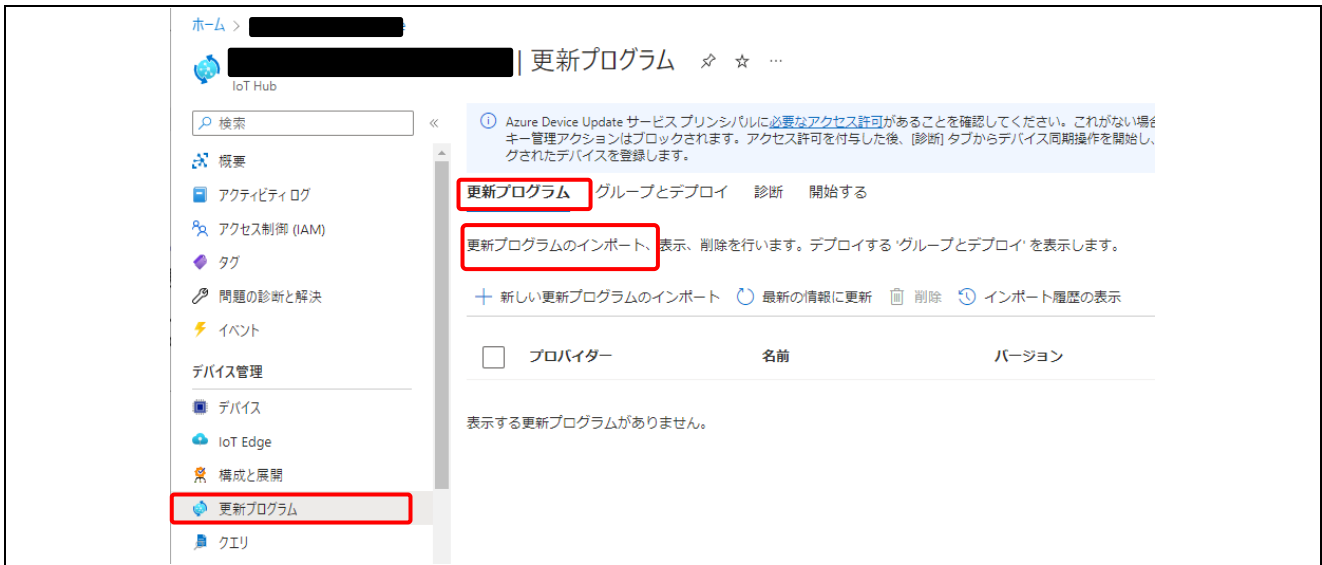 ホーム >
| 更新プログラム
IoT Hub
検索
«
概要
アクティビティ ログ
アクセス制御 (IAM)
タグ
問題の診断と解決
イベント
デバイス管理
デバイス
IoT Edge
構成と展開
更新プログラム
クエリ
Azure Device Update サービス プリンシパルに必要なアクセス許可があることを確認してください。これがない場合
キー管理アクションはブロックされます。アクセス許可を付与した後、[診断] タブからデバイス同期操作を開始し、
グされたデバイスを登録します。
更新プログラム グループとデプロイ 診断 開始する
更新プログラムのインポート、表示、削除を行います。デプロイする 'グループとデプロイ' を表示します。
新しい更新プログラムのインポート 最新の情報に更新 削除 インポート履歴の表示
プロバイダー 名前 バージョン
表示する更新プログラムがありません。